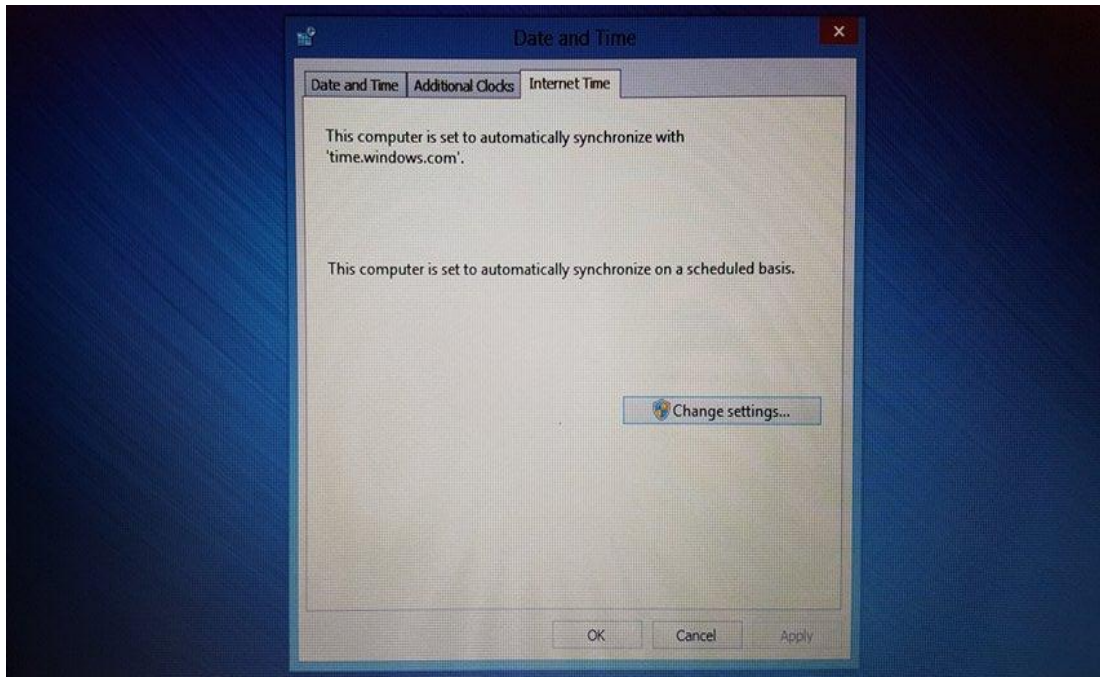 Date and Time
Date and Time Additional Clocks Internet Time
This computer is set to automatically synchronize with
'time.windows.com'.
This computer is set to automatically synchronize on a scheduled basis.
Change settings...
OK Cancel Apply